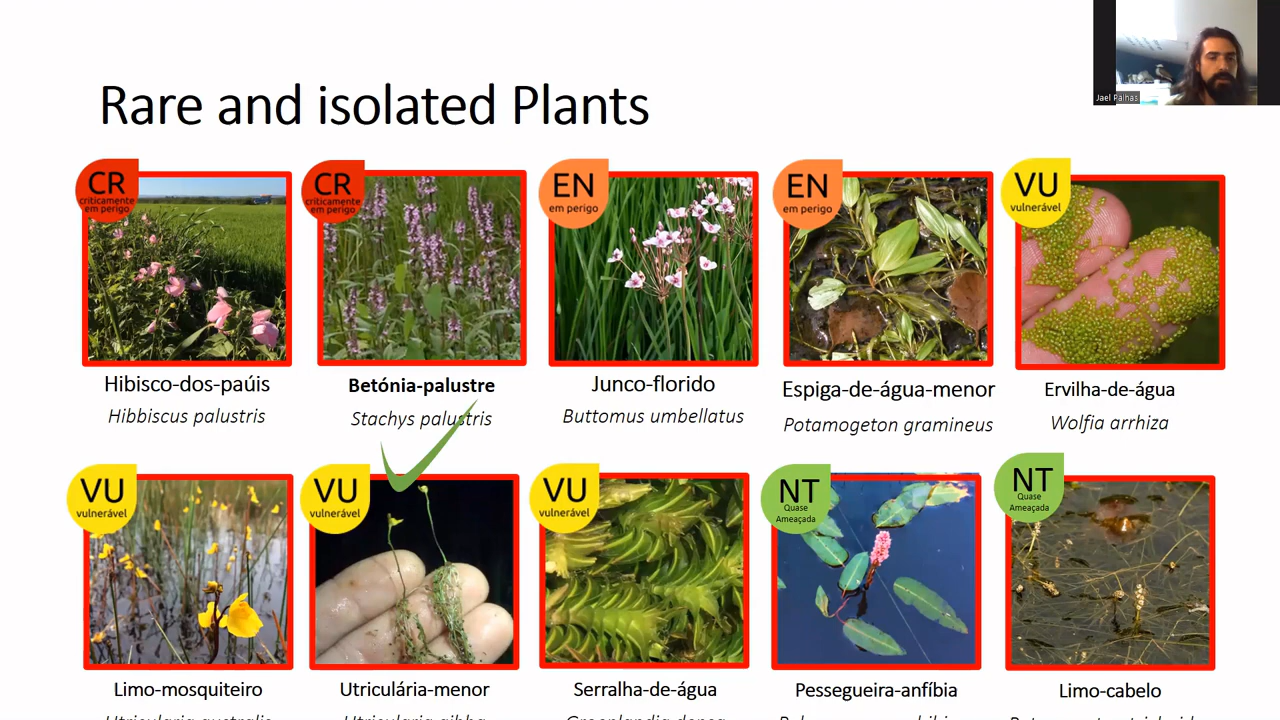 Jael Palhas
Rare and isolated Plants
CR
criticamente
em perigo
CR
criticamente
em perigo
EN
em perigo
EN
em perigo
VU
vulnerável
Hibisco-dos-paúis
Hibbiscus palustris
Betónia-palustre
Stachys palustris
Junco-florido
Buttomus umbellatus
Espiga-de-água-menor
Potamogeton gramineus
Ervilha-de-água
Wolfia arrhiza
VU
vulnerável
VU
vulnerável
VU
vulnerável
NT
Quase
Ameaçada
NT
Quase
Ameaçada
Limo-mosquiteiro
Utriculária-menor
Serralha-de-água
Pessegueira-anfíbia
Limo-cabelo